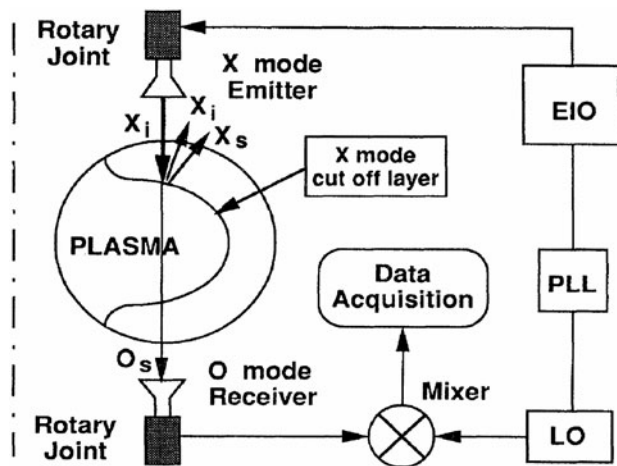 Rotary
Joint
X mode
Emitter
EIO
Xi
Xi
Xs
X mode
cut off layer
PLASMA
Data
Acquisition
PLL
Os
O mode
Receiver
Mixer
Rotary
Joint
LO